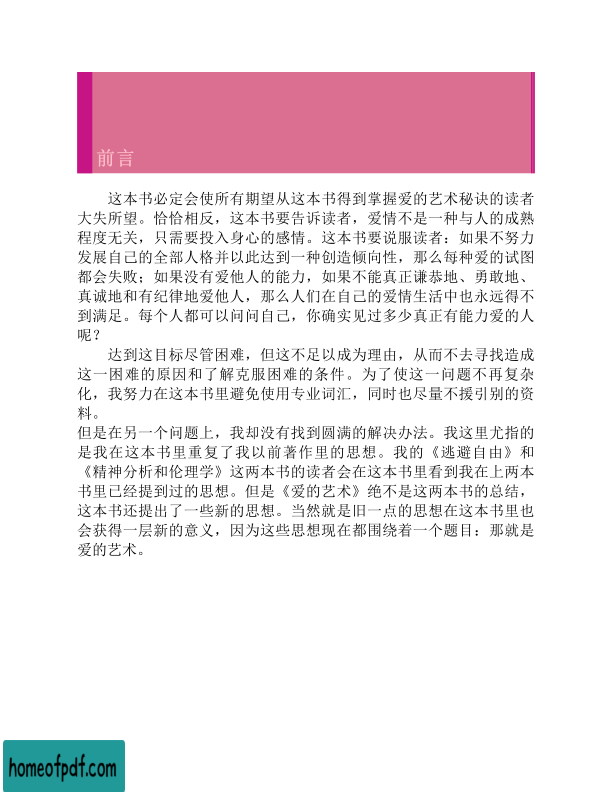 前言
这本书必定会使所有期望从这本书得到掌握爱的艺术秘诀的读者
大失所望。恰恰相反，这本书要告诉读者，爱情不是一种与人的成熟
程度无关，只需要投入身心的感情。这本书要说服读者：如果不努力
发展自己的全部人格并以此达到一种创造倾向性，那么每种爱的试图
都会失败；如果没有爱他人的能力，如果不能真正谦恭地、勇敢地、
真诚地和有纪律地爱他人，那么人们在自己的爱情生活中也永远得不
到满足。每个人都可以问问自己，你确实见过多少真正有能力爱的人
呢？
达到这目标尽管困难，但这不足以成为理由，从而不去寻找造成
这一困难的原因和了解克服困难的条件。为了使这一问题不再复杂
化，我努力在这本书里避免使用专业词汇，同时也尽量不援引别的资
料。
但是在另一个问题上，我却没有找到圆满的解决办法。我这里尤指的
是我在这本书里重复了我以前著作里的思想。我的《逃避自由》和
《精神分析和伦理学》这两本书的读者会在这本书里看到我在上两本
书里已经提到过的思想。但是《爱的艺术》绝不是这两本书的总结，
这本书还提出了一些新的思想。当然就是旧一点的思想在这本书里也
会获得一层新的意义，因为这些思想现在都围绕着一个题目：那就是
爱的艺术。
homeofpdf.com